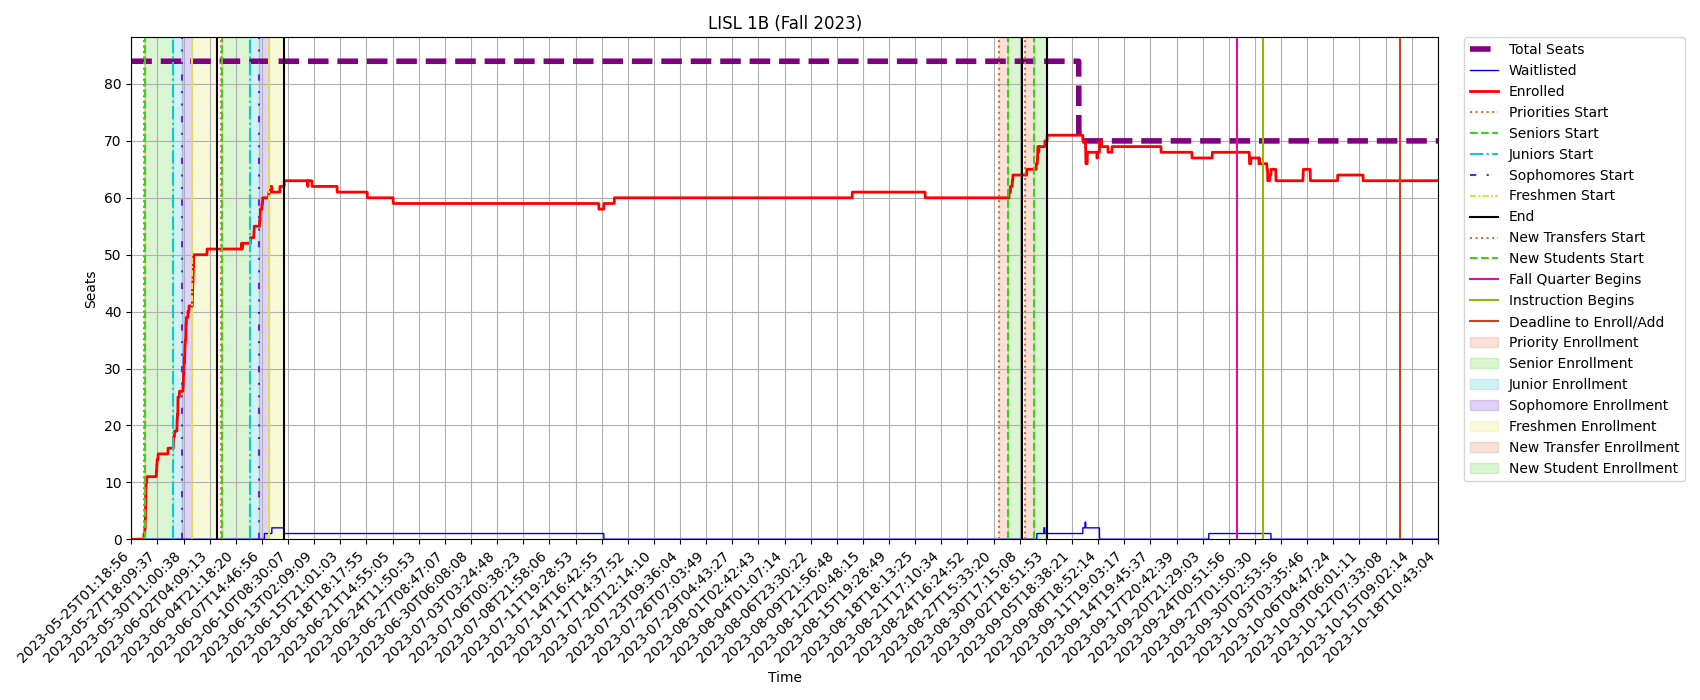 LISL 1B (Fall 2023)
Seats
80
70
60
50
40
30
20
10
0
2023-05-25T01:18:56
2023-05-27T18:09:37
2023-05-30T11:00:38
2023-06-02T04:09:13
2023-06-04T21:18:20
2023-06-07T14:46:50
2023-06-10T08:30:07
2023-06-13T02:09:09
2023-06-15T21:01:03
2023-06-18T18:17:55
2023-06-21T14:55:05
2023-06-24T11:50:53
2023-06-27T08:47:07
2023-06-30T06:08:08
2023-07-03T03:24:48
2023-07-06T00:38:23
2023-07-08T21:58:06
2023-07-11T19:28:53
2023-07-14T16:42:55
2023-07-17T14:37:52
2023-07-20T12:14:10
2023-07-23T09:36:04
2023-07-26T07:03:49
2023-07-29T04:43:27
2023-08-01T02:42:43
2023-08-04T01:07:14
2023-08-06T23:30:22
2023-08-09T21:56:48
2023-08-12T20:48:15
2023-08-15T19:28:49
2023-08-18T18:13:25
2023-08-21T17:10:34
2023-08-24T16:24:52
2023-08-27T15:33:20
2023-08-30T17:15:08
2023-09-02T18:51:53
2023-09-05T18:38:21
2023-09-08T18:52:14
2023-09-11T19:03:17
2023-09-14T19:45:37
2023-09-17T20:42:39
2023-09-20T21:29:03
2023-09-24T00:51:56
2023-09-27T01:50:30
2023-09-30T02:53:56
2023-10-03T03:35:46
2023-10-06T04:47:24
2023-10-09T06:01:11
2023-10-12T07:33:08
2023-10-15T09:02:14
2023-10-18T10:43:04
Time
Total Seats
Waitlisted
Enrolled
Priorities Start
Seniors Start
Juniors Start
Sophomores Start
Freshmen Start
End
New Transfers Start
New Students Start
Fall Quarter Begins
Instruction Begins
Deadline to Enroll/Add
Priority Enrollment
Senior Enrollment
Junior Enrollment
Sophomore Enrollment
Freshmen Enrollment
New Transfer Enrollment
New Student Enrollment